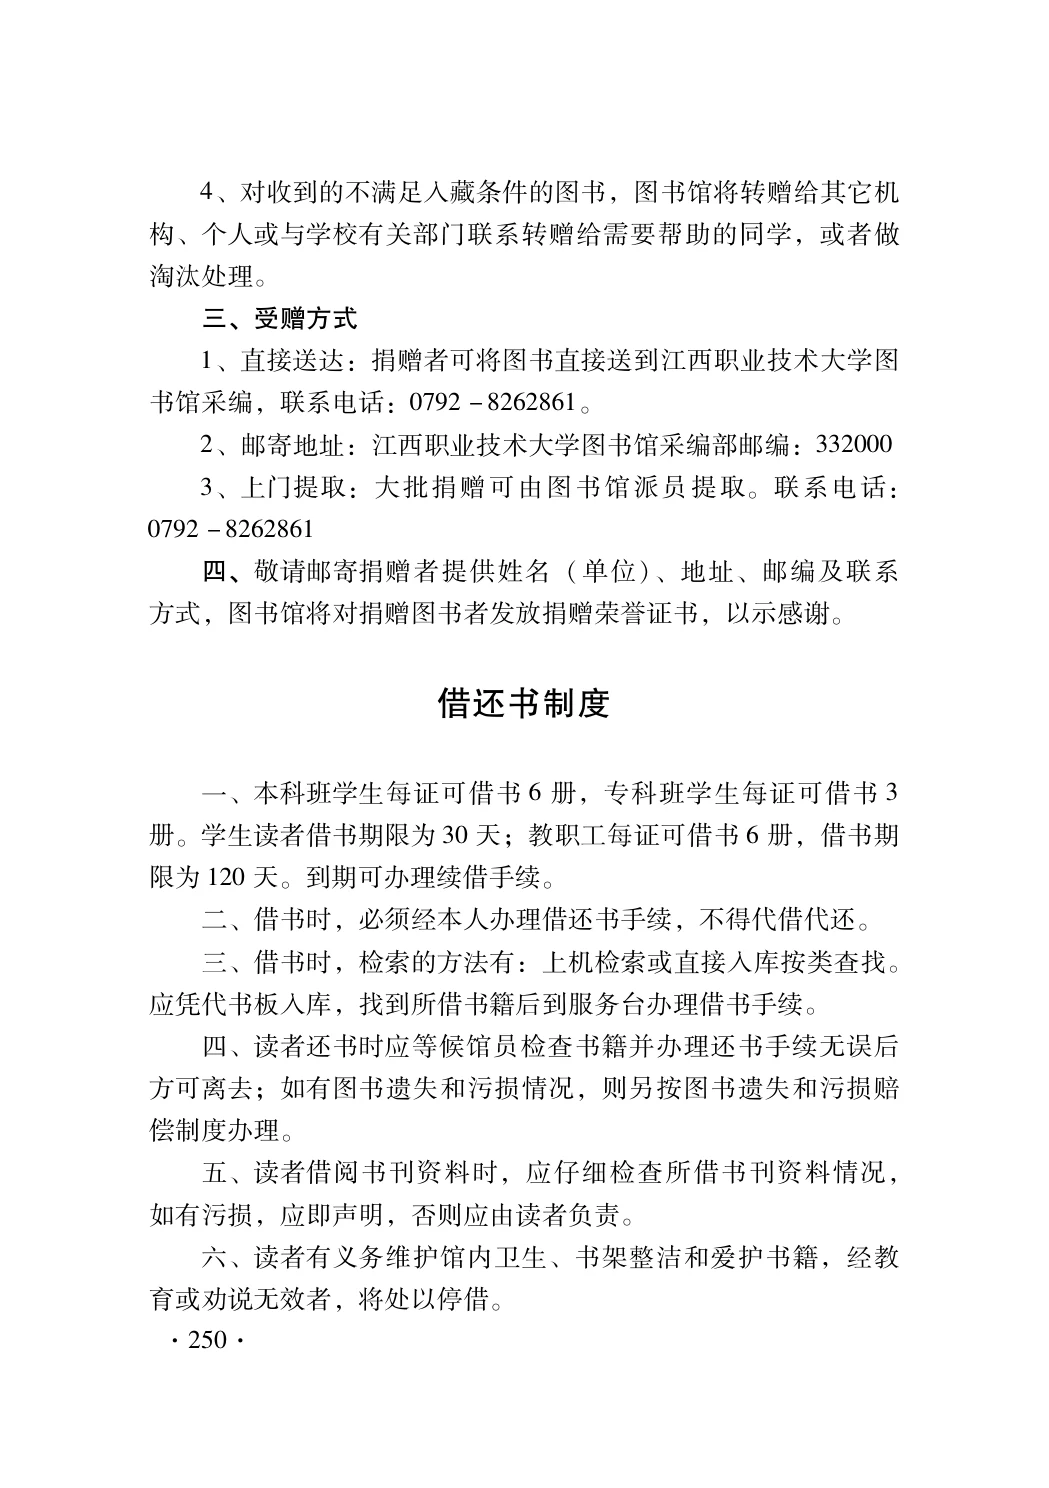 4、对收到的不满足入藏条件的图书，图书馆将转赠给其它机
构、个人或与学校有关部门联系转赠给需要帮助的同学，或者做
淘汰处理。
三、受赠方式
1、直接送达：捐赠者可将图书直接送到江西职业技术大学图
书馆采编，联系电话：0792－8262861。
2、邮寄地址：江西职业技术大学图书馆采编部邮编：332000
3、上门提取：大批捐赠可由图书馆派员提取。联系电话：
0792－8262861
四、敬请邮寄捐赠者提供姓名（单位）、地址、邮编及联系
方式，图书馆将对捐赠图书者发放捐赠荣誉证书，以示感谢。
借还书制度
一、本科班学生每证可借书 6 册，专科班学生每证可借书 3
册。学生读者借书期限为 30 天；教职工每证可借书 6 册，借书期
限为 120 天。到期可办理续借手续。
二、借书时，必须经本人办理借还书手续，不得代借代还。
三、借书时，检索的方法有：上机检索或直接入库按类查找。
应凭代书板入库，找到所借书籍后到服务台办理借书手续。
四、读者还书时应等候馆员检查书籍并办理还书手续无误后
方可离去；如有图书遗失和污损情况，则另按图书遗失和污损赔
偿制度办理。
五、读者借阅书刊资料时，应仔细检查所借书刊资料情况，
如有污损，应即声明，否则应由读者负责。
六、读者有义务维护馆内卫生、书架整洁和爱护书籍，经教
育或劝说无效者，将处以停借。
·250·